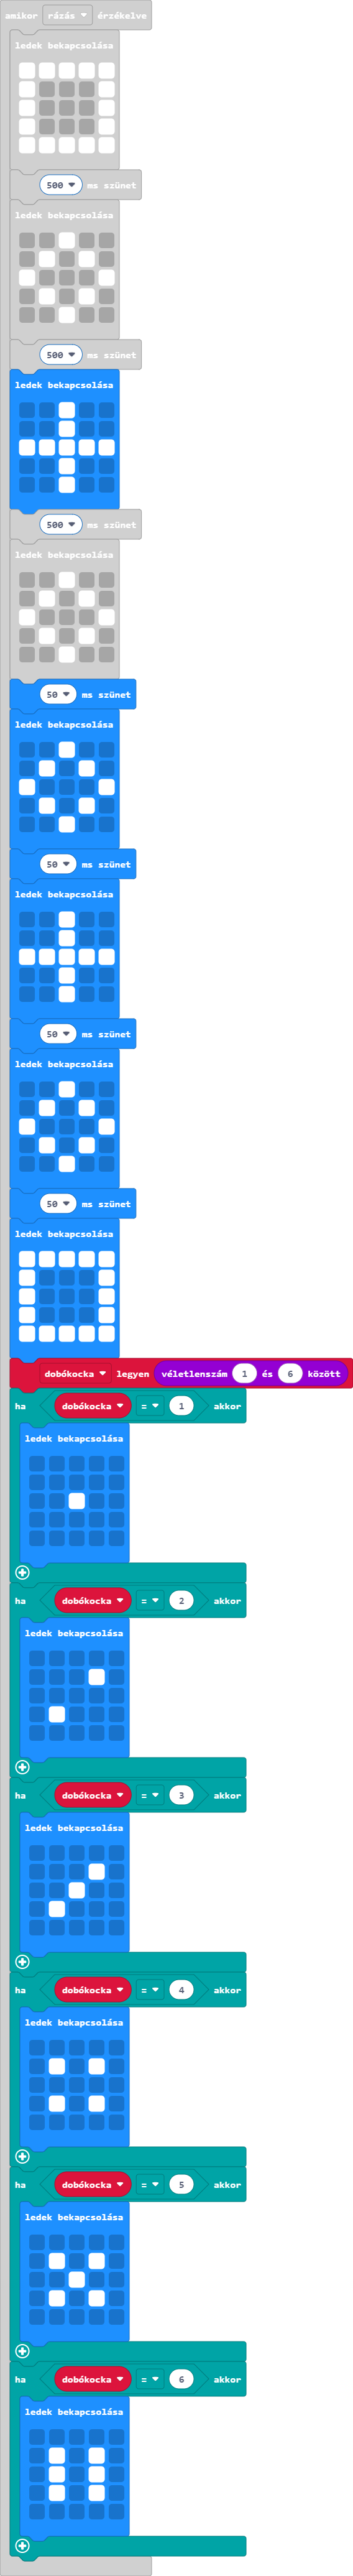 amikor rázás érzékelve
ledek bekapcsolása
500 ms szünet
ledek bekapcsolása
500 ms szünet
ledek bekapcsolása
500 ms szünet
ledek bekapcsolása
50 ms szünet
ledek bekapcsolása
50 ms szünet
ledek bekapcsolása
50 ms szünet
ledek bekapcsolása
50 ms szünet
ledek bekapcsolása
dobókocka legyen véletlenszám 1 és 6 között
ha dobókocka = 1 akkor
ledek bekapcsolása
ha dobókocka = 2 akkor
ledek bekapcsolása
ha dobókocka = 3 akkor
ledek bekapcsolása
ha dobókocka = 4 akkor
ledek bekapcsolása
ha dobókocka = 5 akkor
ledek bekapcsolása
ha dobókocka = 6 akkor
ledek bekapcsolása